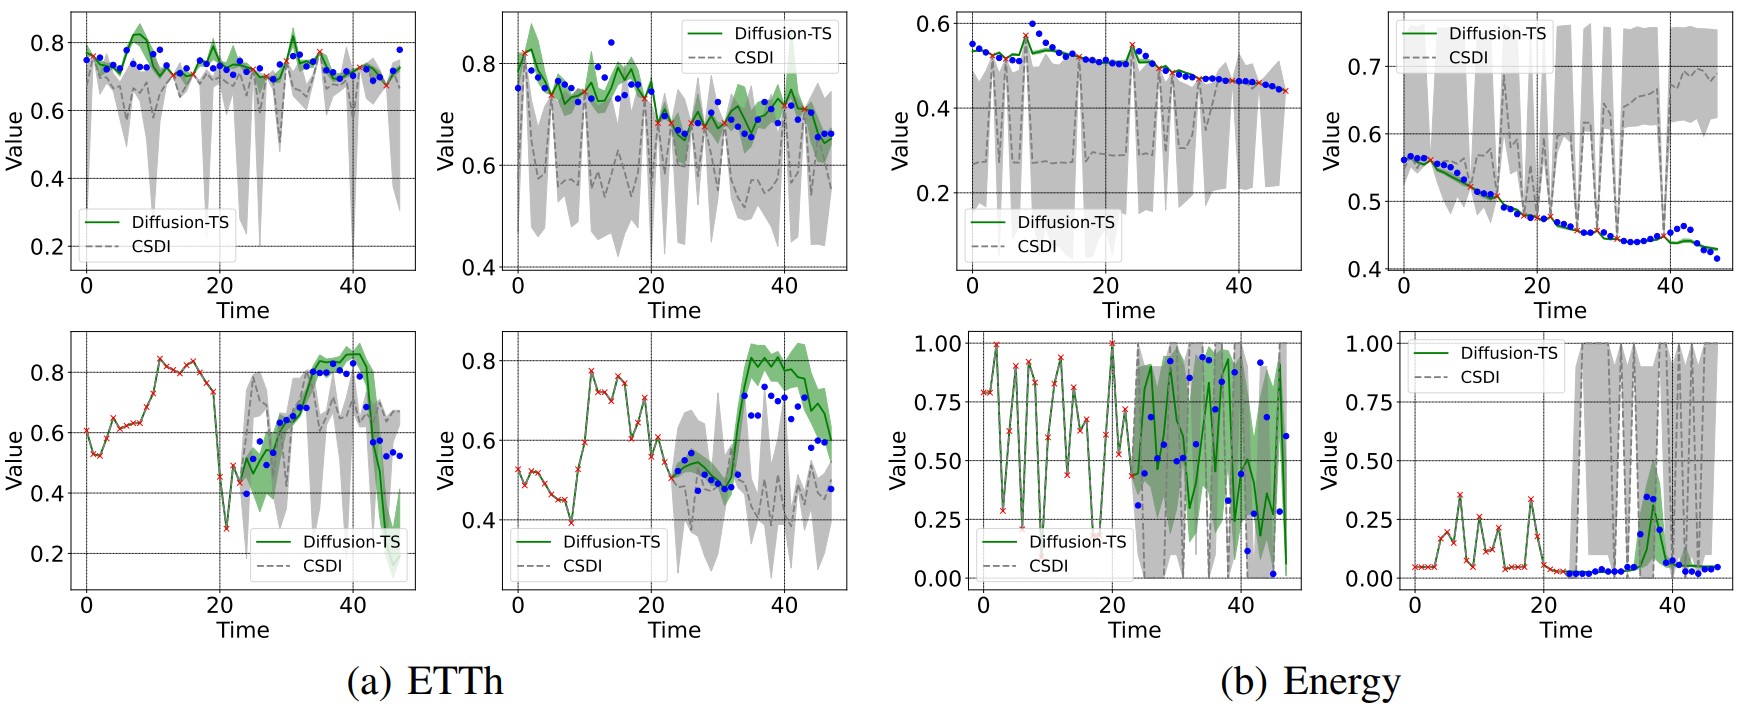 0.8
0.6
0.4
0.2
Value
Diffusion-TS
CSDI
0 20 40
Time
0.8
0.6
0.4
Value
Diffusion-TS
CSDI
0 20 40
Time
0.6
0.4
0.2
Value
Diffusion-TS
CSDI
0 20 40
Time
0.7
0.6
0.5
0.4
Value
Diffusion-TS
CSDI
0 20 40
Time
0.8
0.6
0.4
0.2
Value
Diffusion-TS
CSDI
0 20 40
Time
0.8
0.6
0.4
Value
Diffusion-TS
CSDI
0 20 40
Time
1.00
0.75
0.50
0.25
0.00
Value
Diffusion-TS
CSDI
0 20 40
Time
1.00
0.75
0.50
0.25
0.00
Value
Diffusion-TS
CSDI
0 20 40
Time
(a) ETTh
(b) Energy